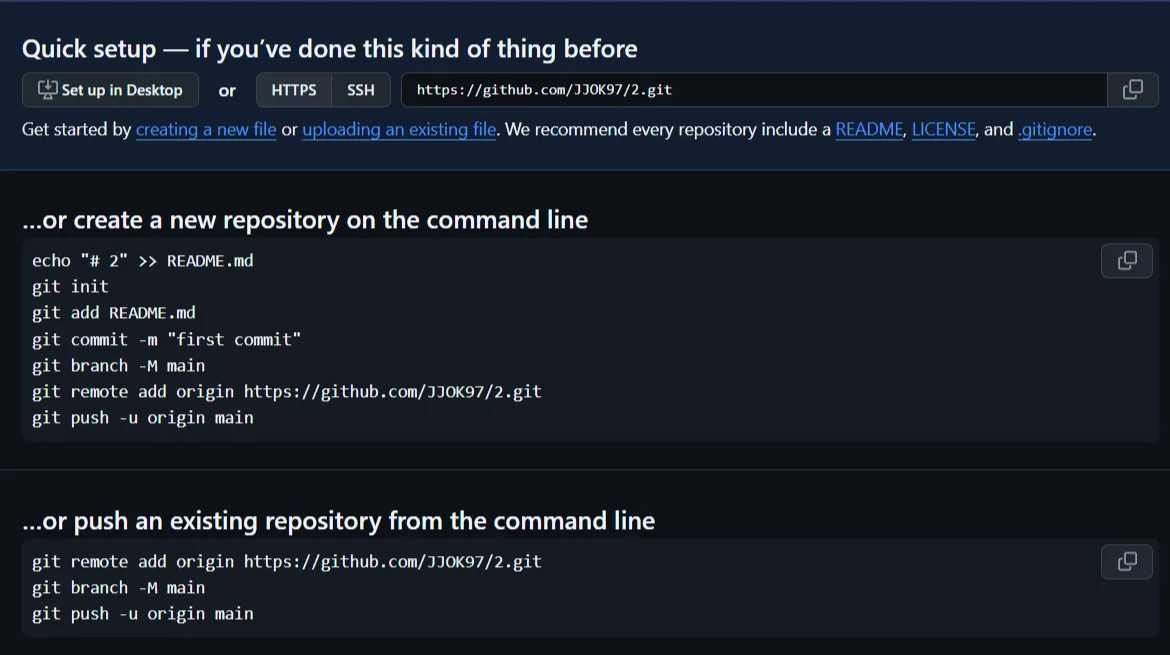 Quick setup — if you’ve done this kind of thing before
Set up in Desktop or HTTPS SSH https://github.com/JJOK97/2.git
Get started by creating a new file or uploading an existing file. We recommend every repository include a README, LICENSE, and .gitignore.
...or create a new repository on the command line
echo "# 2" >> README.md
git init
git add README.md
git commit -m "first commit"
git branch -M main
git remote add origin https://github.com/JJOK97/2.git
git push -u origin main
...or push an existing repository from the command line
git remote add origin https://github.com/JJOK97/2.git
git branch -M main
git push -u origin main